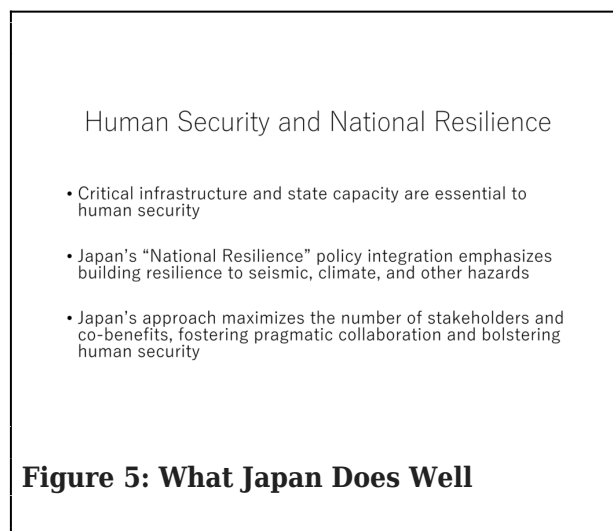 Human Security and National Resilience
• Critical infrastructure and state capacity are essential to
human security
• Japan’s “National Resilience” policy integration emphasizes
building resilience to seismic, climate, and other hazards
• Japan’s approach maximizes the number of stakeholders and
co-benefits, fostering pragmatic collaboration and bolstering
human security
Figure 5: What Japan Does Well